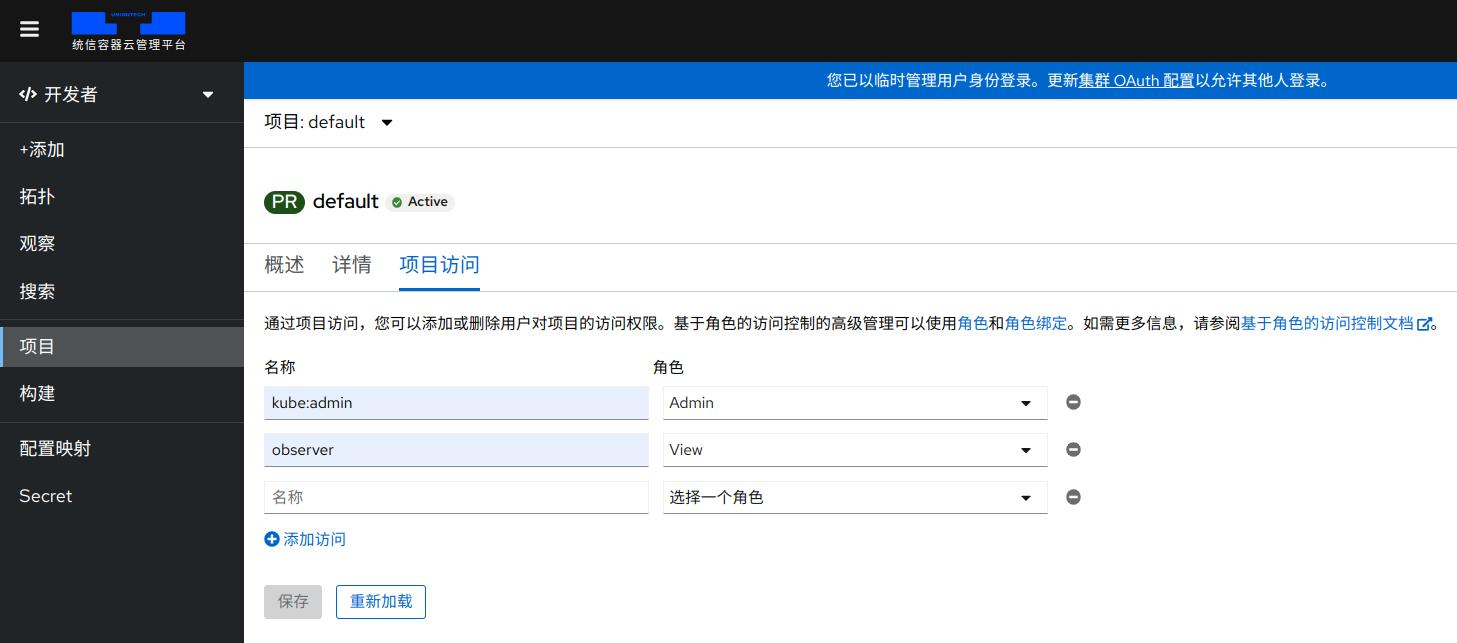 UNIONTECH
统信容器云管理平台
开发者
您已以临时管理用户身份登录。更新集群 OAuth 配置以允许其他人登录。
项目: default
+添加
拓扑
观察
搜索
项目
构建
配置映射
Secret
PR default Active
概述 详情 项目访问
通过项目访问，您可以添加或删除用户对项目的访问权限。基于角色的访问控制的高级管理可以使用角色和角色绑定。如需更多信息，请参阅基于角色的访问控制文档。
名称 角色
kube:admin Admin
observer View
名称 选择一个角色
添加访问
保存 重新加载